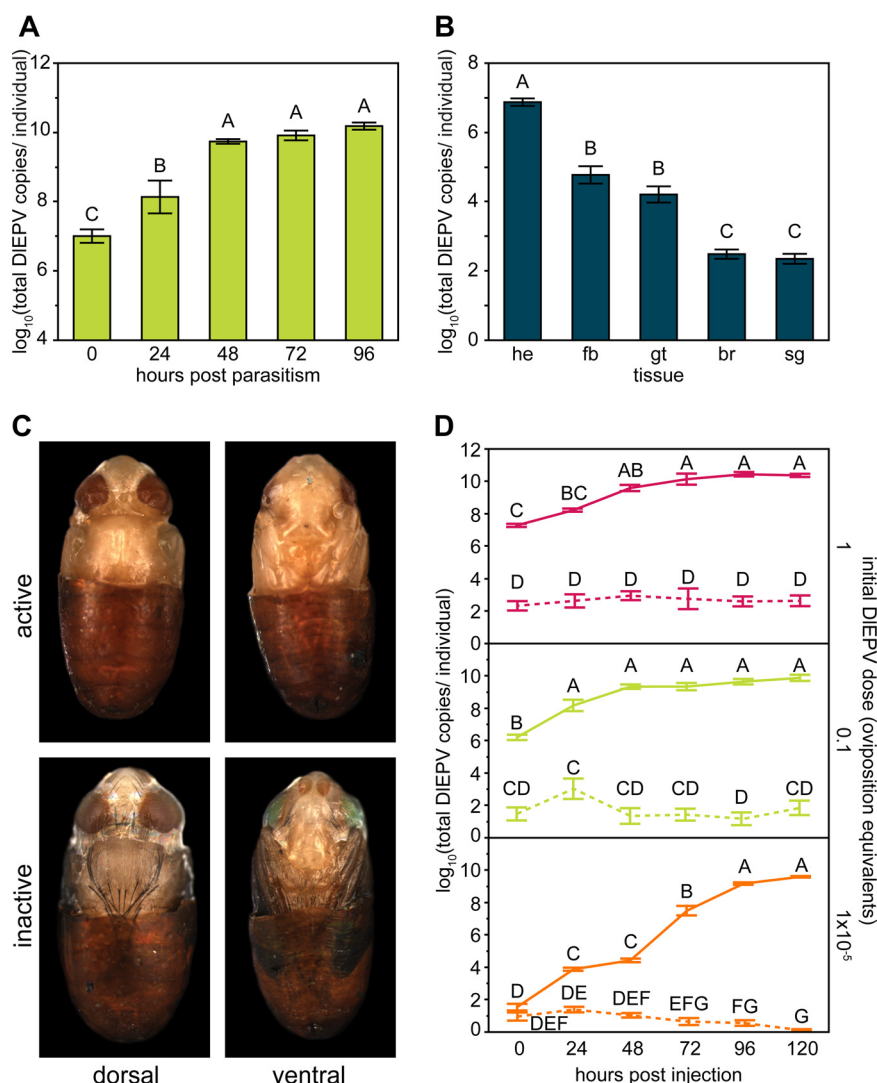 A
log10(total DlEPV copies/ individual)
12
10
8
6
4
C
B
A
A
A
0 24 48 72 96
hours post parasitism
B
log10(total DlEPV copies/ individual)
8
6
4
2
0
A
B
B
C
C
he fb gt br sg
tissue
C
active
inactive
dorsal ventral
D
log10(total DlEPV copies/ individual)
12
10
8
6
4
2
0
C BC AB A A A
D D D D D D
10
8
6
4
2
0
B A A A A A
CD C CD CD D CD
10
8
6
4
2
0
D C C B A A
DEF DE DEF EFG FG G
0 24 48 72 96 120
hours post injection
1
0.1
1x10-5
initial DlEPV dose (oviposition equivalents)